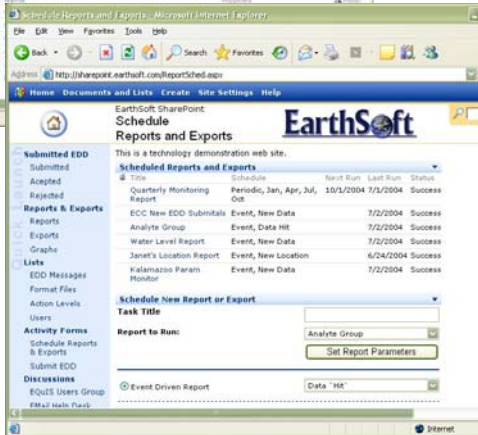 Schedule Reports and Exports - Microsoft Internet Explorer
File Edit View Favorites Tools Help
Back Search Favorites
Address http://sharepoint.earthsoft.com/ReportSched.aspx
Home Documents and Lists Create Site Settings Help
EarthSoft SharePoint
Schedule
Reports and Exports
EarthSoft
Quick Launch
Submitted EDD
Submitted
Acepted
Rejected
Reports & Exports
Reports
Exports
Graphs
Lists
EDD Messages
Format Files
Action Levels
Users
Activity Forms
Schedule Reports
& Exports
Submit EDD
Discussions
EQuIS Users Group
EMail Help Desk
This is a technology demonstration web site.
Scheduled Reports and Exports
Title Schedule Next Run Last Run Status
Quarterly Monitoring Periodic, Jan, Apr, Jul, 10/1/2004 7/1/2004 Success
Report Oct
ECC New EDD Submitals Event, New Data 7/2/2004 Success
Analyte Group Event, Data Hit 7/2/2004 Success
Water Level Report Event, New Data 7/2/2004 Success
Janet's Location Report Event, New Location 6/24/2004 Success
Kalamazoo Param Event, New Data 7/2/2004 Success
Monitor
Schedule New Report or Export
Task Title
Report to Run: Analyte Group
Set Report Parameters
Event Driven Report Data `Hit`
Internet